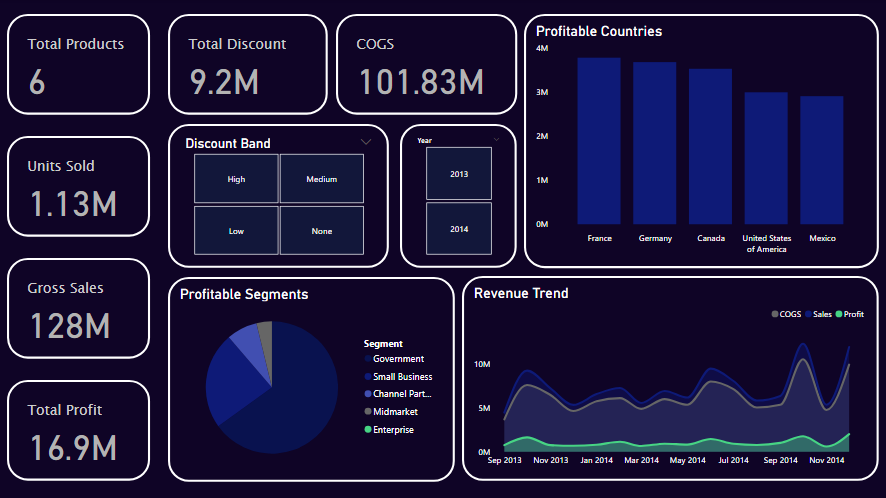 Total Products
6
Total Discount
9.2M
COGS
101.83M
Profitable Countries
4M
3M
2M
1M
0M
France
Germany
Canada
United States
of America
Mexico
Units Sold
1.13M
Discount Band
High
Medium
Low
None
Year
2013
2014
Gross Sales
128M
Total Profit
16.9M
Profitable Segments
Segment
Government
Small Business
Channel Part...
Midmarket
Enterprise
Revenue Trend
COGS
Sales
Profit
10M
5M
0M
Sep 2013
Nov 2013
Jan 2014
Mar 2014
May 2014
Jul 2014
Sep 2014
Nov 2014